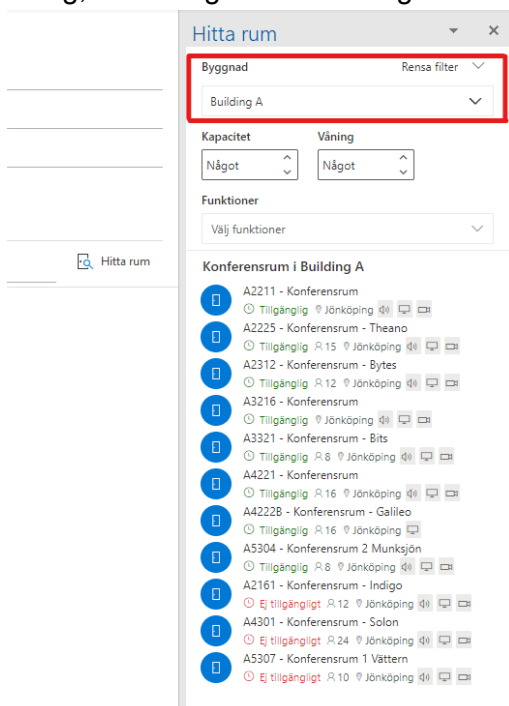 Hitta rum
Byggnad Rensa filter
Building A
Kapacitet Våning
Något Något
Funktioner
Välj funktioner
Hitta rum
Konferensrum i Building A
A2211 - Konferensrum
Tillgänglig Jönköping
A2225 - Konferensrum - Theano
Tillgänglig 15 Jönköping
A2312 - Konferensrum - Bytes
Tillgänglig 12 Jönköping
A3216 - Konferensrum
Tillgänglig Jönköping
A3321 - Konferensrum - Bits
Tillgänglig 8 Jönköping
A4221 - Konferensrum
Tillgänglig 16 Jönköping
A4222B - Konferensrum - Galileo
Tillgänglig 16 Jönköping
A5304 - Konferensrum 2 Munksjön
Tillgänglig 8 Jönköping
A2161 - Konferensrum - Indigo
Ej tillgängligt 12 Jönköping
A4301 - Konferensrum - Solon
Ej tillgängligt 24 Jönköping
A5307 - Konferensrum 1 Vättern
Ej tillgängligt 10 Jönköping